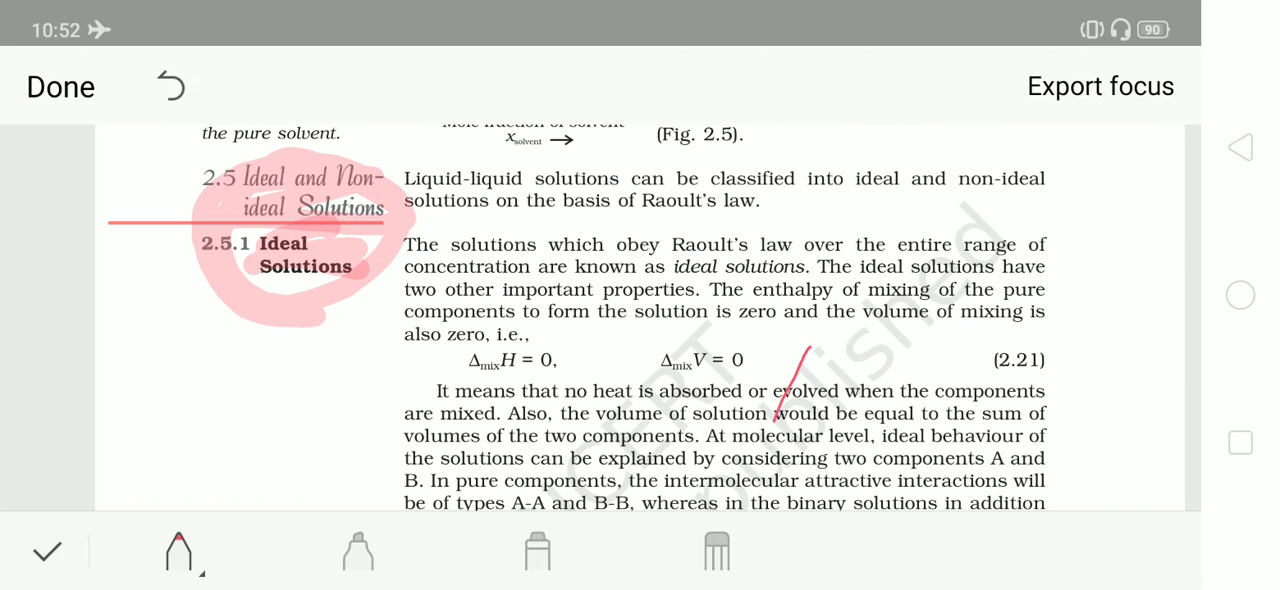 10:52
90
Done
Export focus
the pure solvent.
x solvent →
(Fig. 2.5).
2.5 Ideal and Non-
ideal Solutions
Liquid-liquid solutions can be classified into ideal and non-ideal
solutions on the basis of Raoult's law.
2.5.1 Ideal
Solutions
The solutions which obey Raoult's law over the entire range of
concentration are known as ideal solutions. The ideal solutions have
two other important properties. The enthalpy of mixing of the pure
components to form the solution is zero and the volume of mixing is
also zero, i.e.,
ΔmixH = 0, ΔmixV = 0 (2.21)
It means that no heat is absorbed or evolved when the components
are mixed. Also, the volume of solution would be equal to the sum of
volumes of the two components. At molecular level, ideal behaviour of
the solutions can be explained by considering two components A and
B. In pure components, the intermolecular attractive interactions will
be of types A-A and B-B, whereas in the binary solutions in addition
published